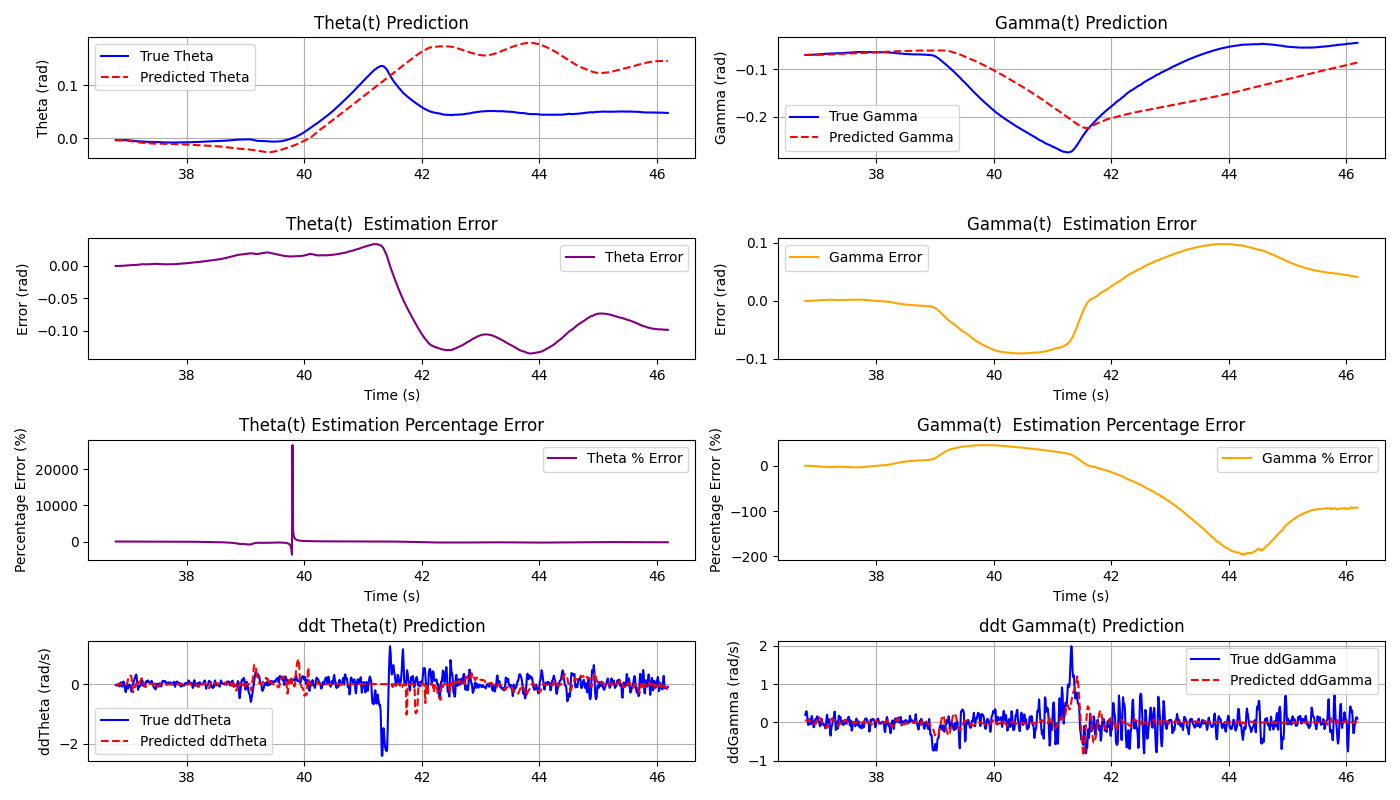 Theta(t) Prediction
Theta (rad)
0.1
0.0
True Theta
Predicted Theta
38 40 42 44 46
Gamma(t) Prediction
Gamma (rad)
−0.1
−0.2
True Gamma
Predicted Gamma
38 40 42 44 46
Theta(t)  Estimation Error
Error (rad)
0.00
−0.05
−0.10
Theta Error
38 40 42 44 46
Time (s)
Gamma(t)  Estimation Error
Error (rad)
0.1
0.0
−0.1
Gamma Error
38 40 42 44 46
Time (s)
Theta(t) Estimation Percentage Error
Percentage Error (%)
20000
10000
0
Theta % Error
38 40 42 44 46
Time (s)
Gamma(t)  Estimation Percentage Error
Percentage Error (%)
0
−100
−200
Gamma % Error
38 40 42 44 46
Time (s)
ddt Theta(t) Prediction
ddTheta (rad/s)
0
−2
True ddTheta
Predicted ddTheta
38 40 42 44 46
ddt Gamma(t) Prediction
ddGamma (rad/s)
2
1
0
−1
True ddGamma
Predicted ddGamma
38 40 42 44 46